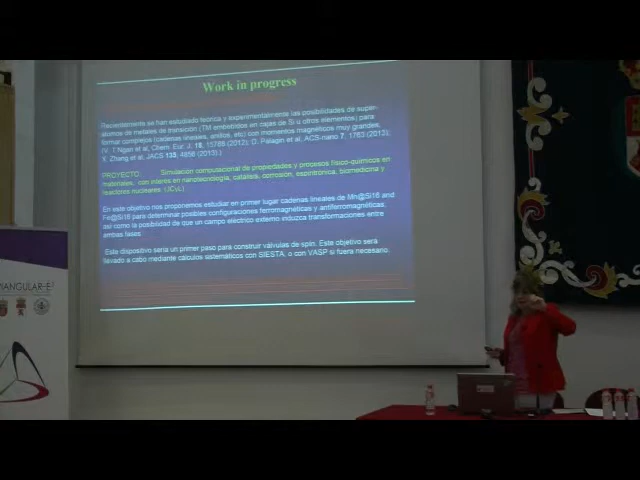 Work in progress
Recientemente se han estudiado teórica y experimentalmente las posibilidades de super-
átomos de metales de transición (TM embebidos en cajas de Si u otros elementos) para
formar complejos (cadenas lineales, anillos, etc) con momentos magnéticos muy grandes.
(V. T. Ngan et al, Chem. Eur. J. 18, 15788 (2012); D. Palagin et al, ACS-nano 7, 1763 (2013);
X. Zhang et al, JACS 135, 4856 (2013).)
PROYECTO: Simulación computacional de propiedades y procesos físico-químicos en
materiales, con interés en nanotecnología, catálisis, corrosión, espintrónica, biomedicina y
reactores nucleares (JCyL)
En este objetivo nos proponemos estudiar en primer lugar cadenas lineales de Mn@Si16 and
Fe@Si16 para determinar posibles configuraciones ferromagnéticas y antiferromagnéticas,
así como la posibilidad de que un campo eléctrico externo induzca transformaciones entre
ambas fases.
Este dispositivo sería un primer paso para construir válvulas de spin. Este objetivo será
llevado a cabo mediante cálculos sistemáticos con SIESTA, o con VASP si fuera necesario.
IANGULAR-E